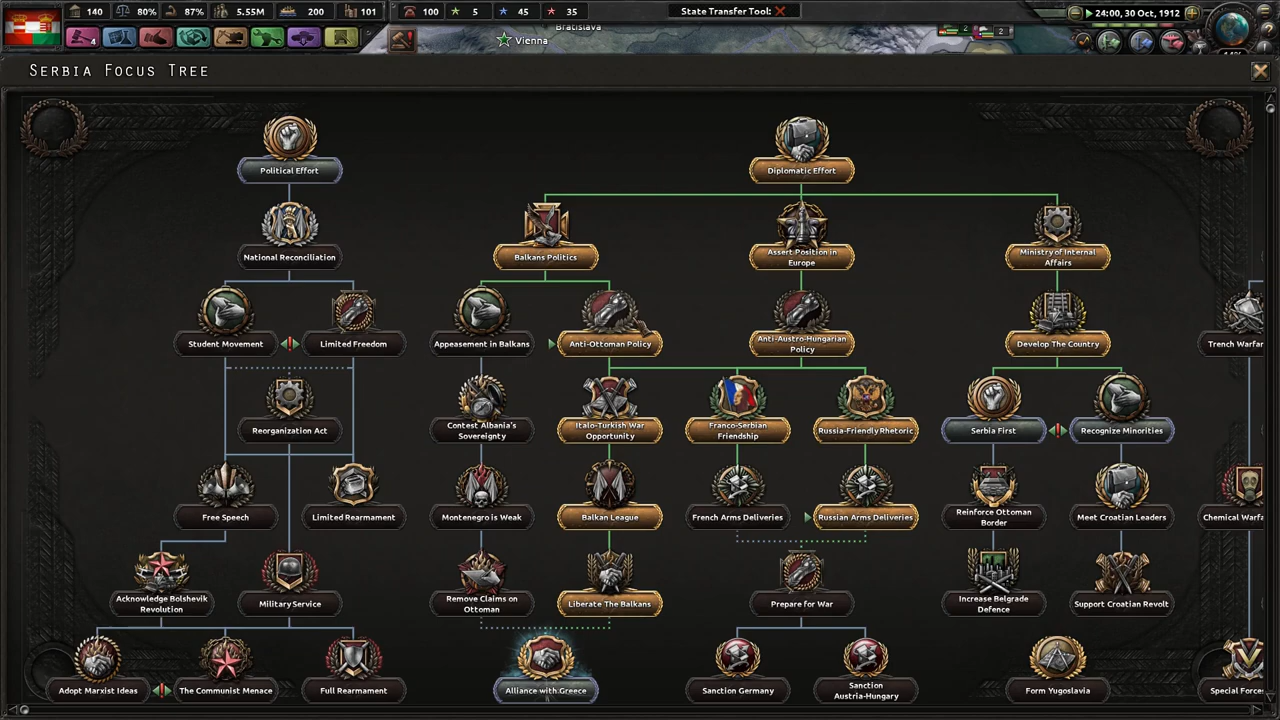 140 80% 87% 5.55M 200 101 100 5 45 35
State Transfer Tool:
24:00, 30 Oct, 1912
4
Bratislava
Vienna
2 2
SERBIA FOCUS TREE
Political Effort
Diplomatic Effort
National Reconciliation
Balkans Politics
Assert Position in
Europe
Ministry of Internal
Affairs
Student Movement
Limited Freedom
Appeasement in Balkans
Anti-Ottoman Policy
Anti-Austro-Hungarian
Policy
Develop The Country
Trench Warfar
Reorganization Act
Contest Albania's
Sovereignty
Italo-Turkish War
Opportunity
Franco-Serbian
Friendship
Russia-Friendly Rhetoric
Serbia First
Recognize Minorities
Free Speech
Limited Rearmament
Montenegro is Weak
Balkan League
French Arms Deliveries
Russian Arms Deliveries
Reinforce Ottoman
Border
Meet Croatian Leaders
Chemical Warfa
Acknowledge Bolshevik
Revolution
Military Service
Remove Claims on
Ottoman
Liberate The Balkans
Prepare for War
Increase Belgrade
Defence
Support Croatian Revolt
Adopt Marxist Ideas
The Communist Menace
Full Rearmament
Alliance with Greece
Sanction Germany
Sanction
Austria-Hungary
Form Yugoslavia
Special Forces